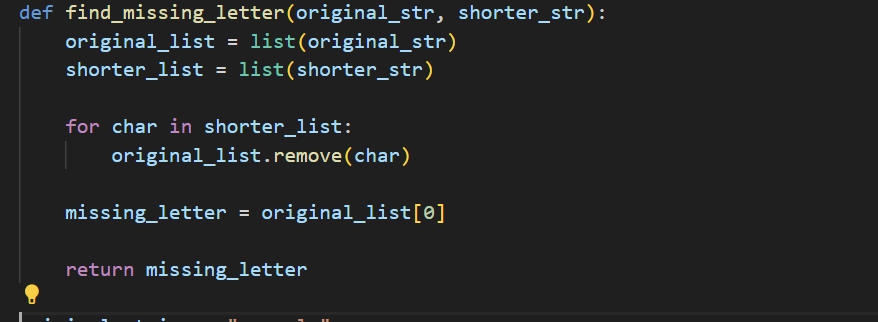 def find_missing_letter(original_str, shorter_str):
    original_list = list(original_str)
    shorter_list = list(shorter_str)
    for char in shorter_list:
        original_list.remove(char)
    missing_letter = original_list[0]
    return missing_letter